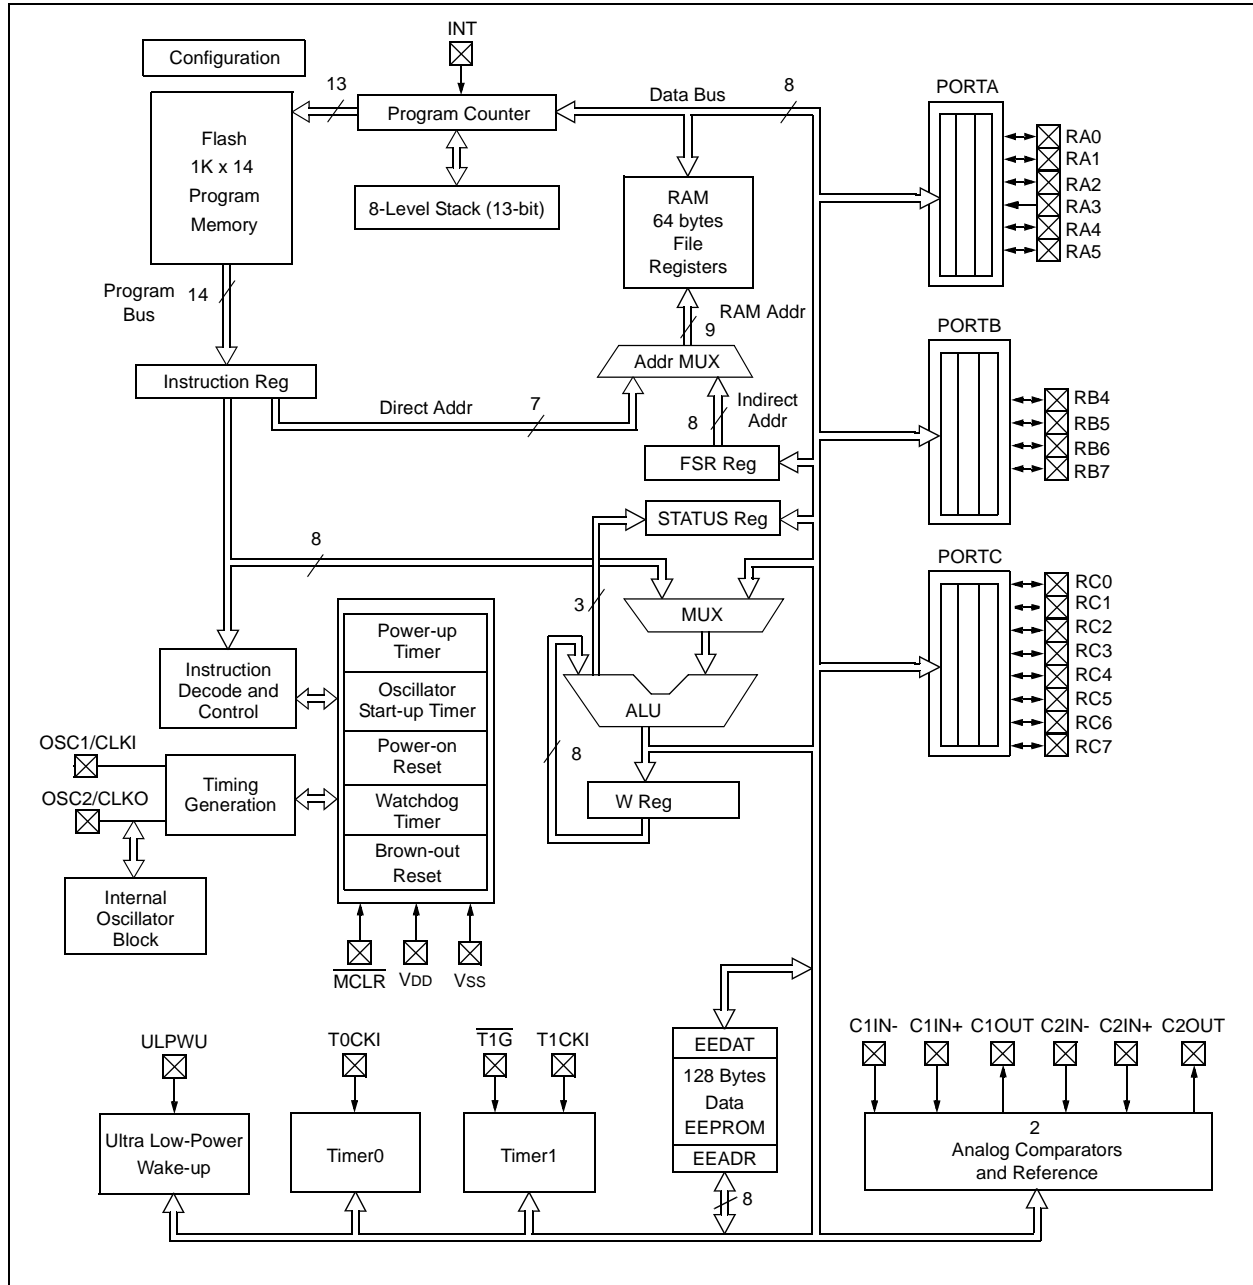 INT
Configuration
13
Data Bus
8
PORTA
Program Counter
Flash
1K x 14
Program
Memory
8-Level Stack (13-bit)
RAM
64 bytes
File
Registers
RA0
RA1
RA2
RA3
RA4
RA5
Program
Bus
14
RAM Addr
9
PORTB
Addr MUX
Instruction Reg
Direct Addr
7
Indirect
Addr
8
FSR Reg
RB4
RB5
RB6
RB7
STATUS Reg
8
PORTC
3
MUX
RC0
RC1
RC2
RC3
RC4
RC5
RC6
RC7
Power-up
Timer
Instruction
Decode and
Control
Oscillator
Start-up Timer
ALU
OSC1/CLKI
Power-on
Reset
8
Timing
Generation
OSC2/CLKO
Watchdog
Timer
W Reg
Brown-out
Reset
Internal
Oscillator
Block
MCLR
VDD
VSS
ULPWU
T0CKI
T1G
T1CKI
EEDAT
128 Bytes
Data
EEPROM
EEADR
8
C1IN-
C1IN+
C1OUT
C2IN-
C2IN+
C2OUT
Ultra Low-Power
Wake-up
Timer0
Timer1
2
Analog Comparators
and Reference